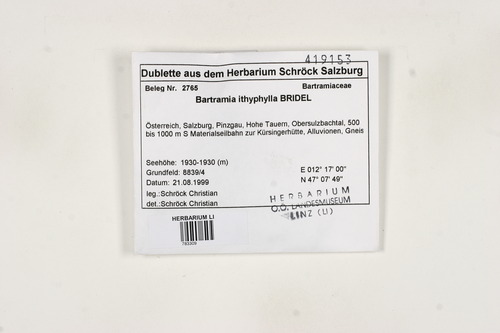 419153
Dublette aus dem Herbarium Schröck Salzburg
Beleg Nr. 2765 Bartramiaceae
Bartramia ithyphylla BRIDEL
Österreich, Salzburg, Pinzgau, Hohe Tauern, Obersulzbachtal, 500
bis 1000 m S Materialseilbahn zur Kürsingerhütte, Alluvionen, Gneis
Seehöhe: 1930-1930 (m)
Grundfeld: 8839/4 E 012° 17' 00"
Datum: 21.08.1999 N 47° 07' 49"
leg.:Schröck Christian
det.:Schröck Christian
HERBARIUM
O.Ö. LANDESMUSEUM
LINZ (LI)
HERBARIUM LI
783309